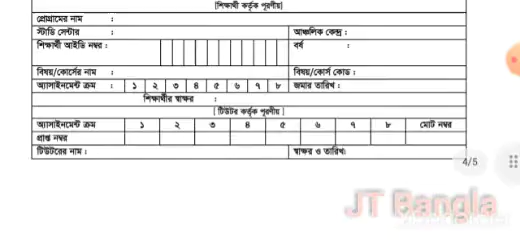 [শিক্ষার্থী কর্তৃক পূরণীয়]
প্রোগ্রামের নাম :
স্টাডি সেন্টার : আঞ্চলিক কেন্দ্র :
শিক্ষার্থী আইডি নম্বর : বর্ষ :
বিষয়/কোর্সের নাম : বিষয়/কোর্স কোড :
অ্যাসাইনমেন্ট ক্রম : ১ ২ ৩ ৪ ৫ ৬ ৭ ৮ জমার তারিখ :
শিক্ষার্থীর স্বাক্ষর :
[ টিউটর কর্তৃক পূরণীয় ]
অ্যাসাইনমেন্ট ক্রম ১ ২ ৩ ৪ ৫ ৬ ৭ ৮ মোট নম্বর
প্রাপ্ত নম্বর
টিউটরের নাম : স্বাক্ষর ও তারিখ:
4/5
JT Bangla